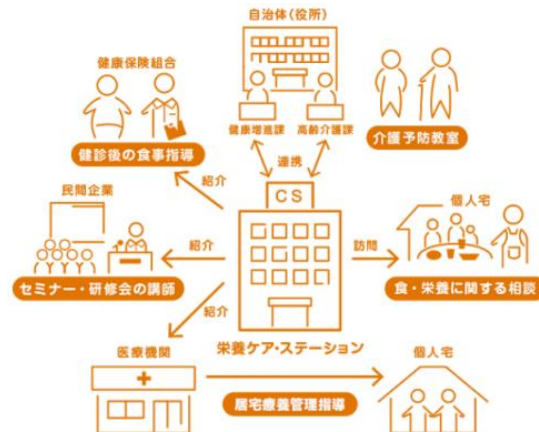 自治体(役所)
健康保険組合
健康増進課
高齢介護課
介護予防教室
健診後の食事指導
連携
紹介
CS
民間企業
個人宅
紹介
訪問
セミナー・研修会の講師
食・栄養に関する相談
紹介
栄養ケア・ステーション
医療機関
個人宅
居宅療養管理指導